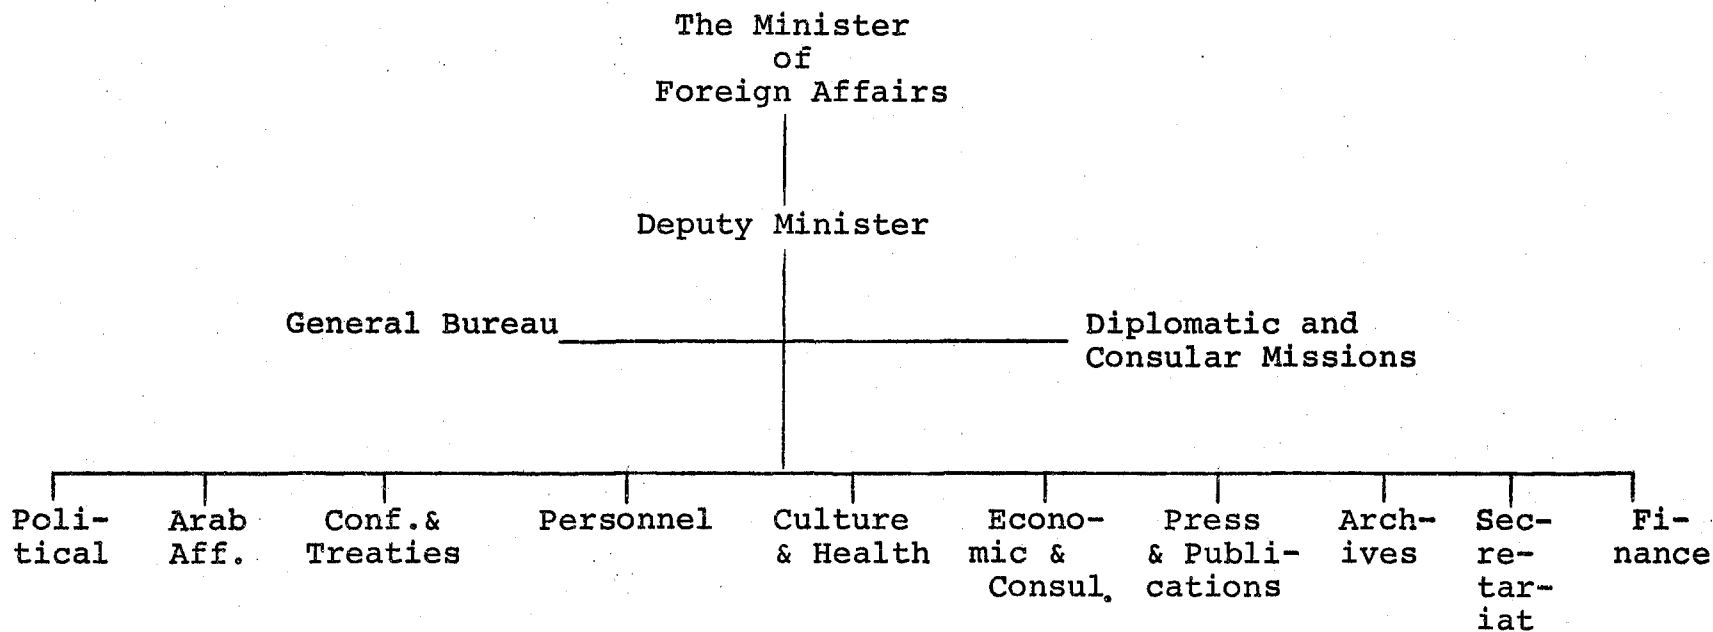 The Minister
of
Foreign Affairs
Deputy Minister
General Bureau
Diplomatic and
Consular Missions
Poli-
tical
Arab
Aff.
Conf.&
Treaties
Personnel
Culture
& Health
Econo-
mic &
Consul.
Press
& Publi-
cations
Arch-
ives
Sec-
re-
tar-
iat
Fi-
nance